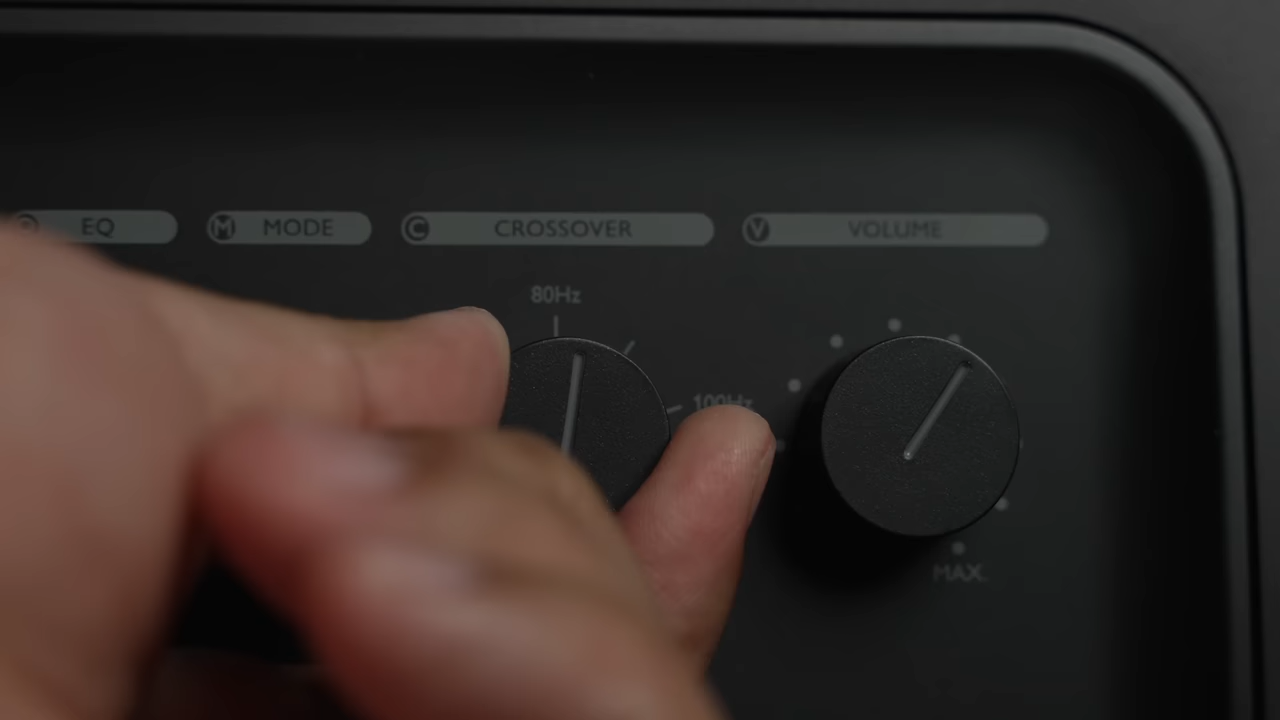 EQ
M MODE
C CROSSOVER
V VOLUME
80Hz
100Hz
MAX.